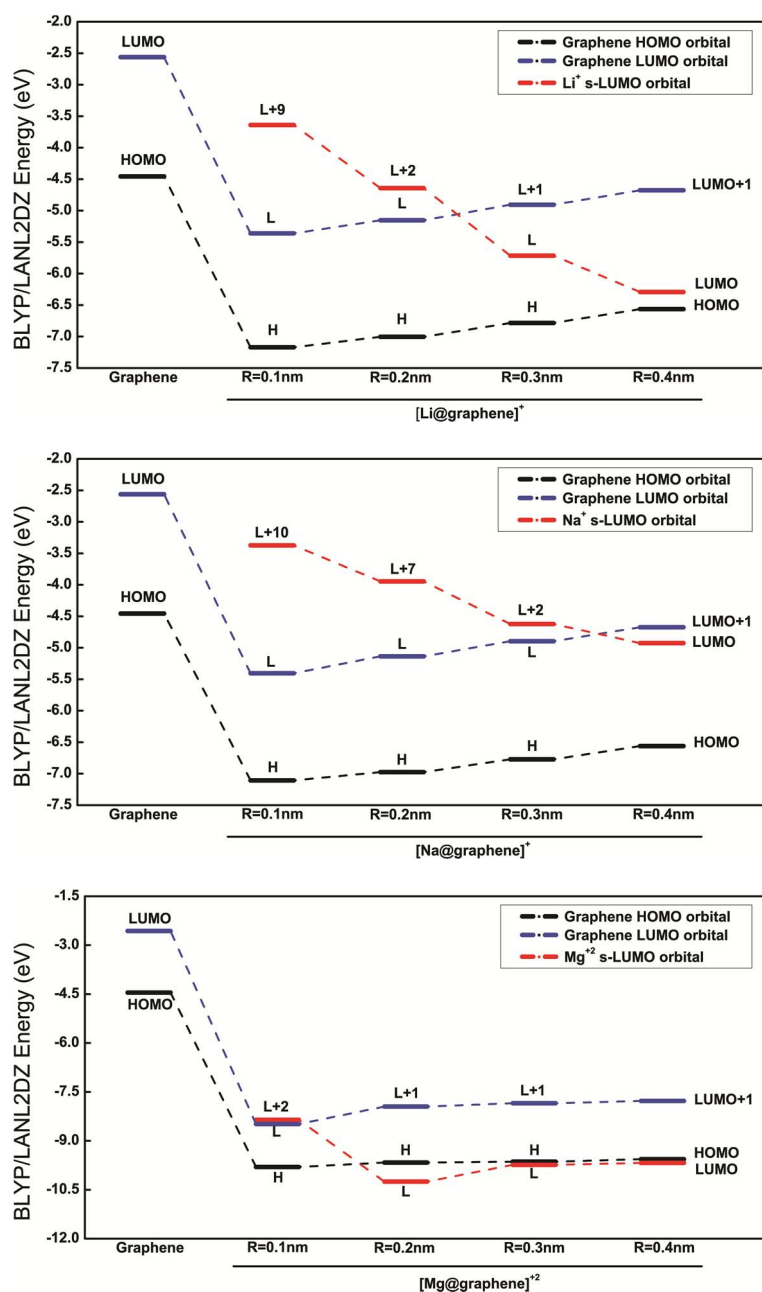 BLYP/LANL2DZ Energy (eV)
-2.0
-2.5
-3.0
-3.5
-4.0
-4.5
-5.0
-5.5
-6.0
-6.5
-7.0
-7.5
Graphene HOMO orbital
Graphene LUMO orbital
Li+ s-LUMO orbital
LUMO
HOMO
L+9
L
H
L+2
L
H
L+1
L
H
LUMO+1
LUMO
HOMO
Graphene R=0.1nm R=0.2nm R=0.3nm R=0.4nm
[Li@graphene]+
BLYP/LANL2DZ Energy (eV)
-2.0
-2.5
-3.0
-3.5
-4.0
-4.5
-5.0
-5.5
-6.0
-6.5
-7.0
-7.5
Graphene HOMO orbital
Graphene LUMO orbital
Na+ s-LUMO orbital
LUMO
HOMO
L+10
L
H
L+7
L
H
L+2
L
H
LUMO+1
LUMO
HOMO
Graphene R=0.1nm R=0.2nm R=0.3nm R=0.4nm
[Na@graphene]+
BLYP/LANL2DZ Energy (eV)
-1.5
-3.0
-4.5
-6.0
-7.5
-9.0
-10.5
-12.0
Graphene HOMO orbital
Graphene LUMO orbital
Mg+2 s-LUMO orbital
LUMO
HOMO
L+2
L
H
L+1
H
L
L+1
H
L
LUMO+1
HOMO
LUMO
Graphene R=0.1nm R=0.2nm R=0.3nm R=0.4nm
[Mg@graphene]+2